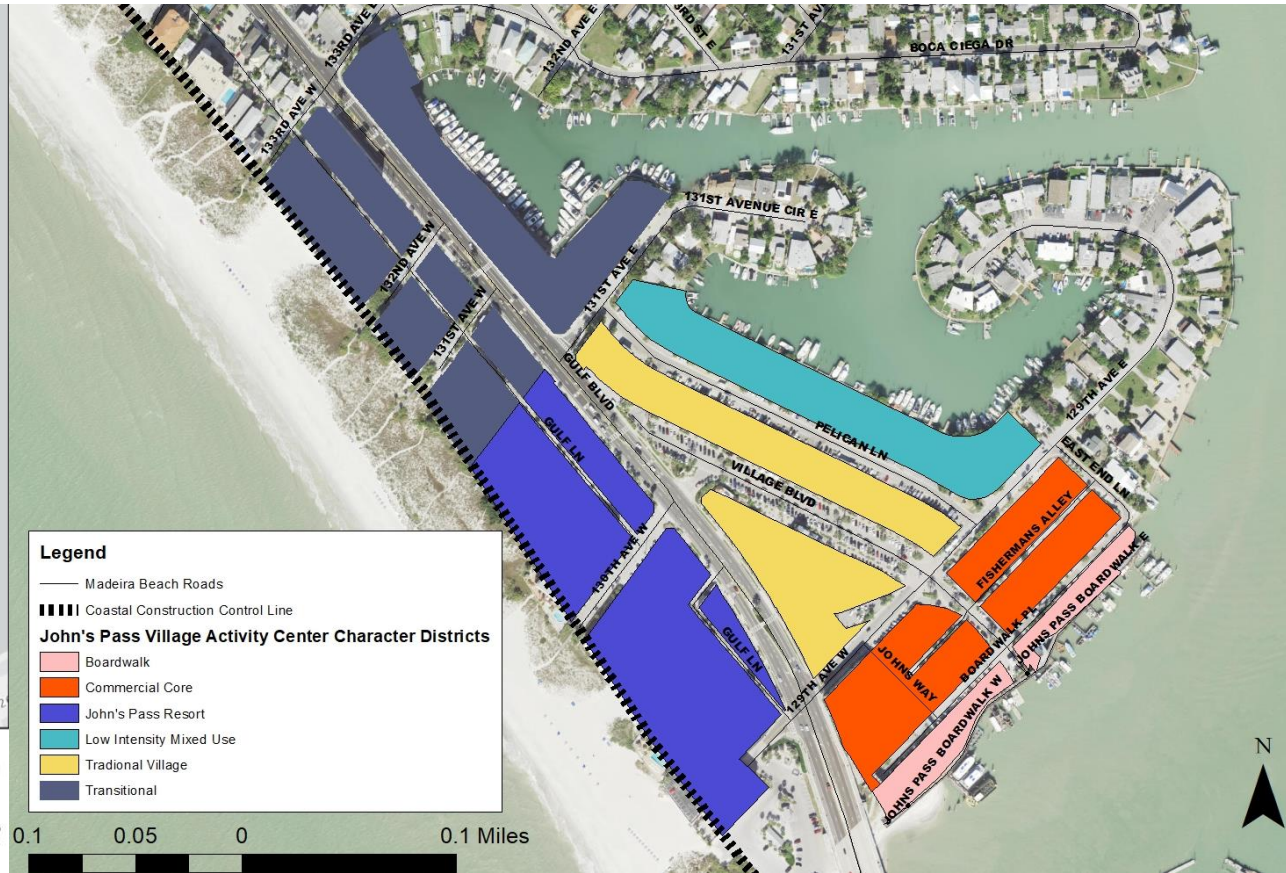 133RD AVE E
132ND AVE E
3RD ST E
131ST AV
BOCA CIEGA DR
133RD AVE W
131ST AVENUE CIR E
132ND AVE W
131ST AVE E
131ST AVE W
GULF BLVD
129TH AVE E
GULF LN
PELICAN LN
EAST END LN
VILLAGE BLVD
FISHERMANS ALLEY
130TH AVE W
JOHNS PASS BOARDWALK E
BOARDWALK PL
GULF LN
JOHNS WAY
129TH AVE W
JOHNS PASS BOARDWALK W
Legend
Madeira Beach Roads
Coastal Construction Control Line
John's Pass Village Activity Center Character Districts
Boardwalk
Commercial Core
John's Pass Resort
Low Intensity Mixed Use
Tradional Village
Transitional
N
0.1 0.05 0 0.1 Miles